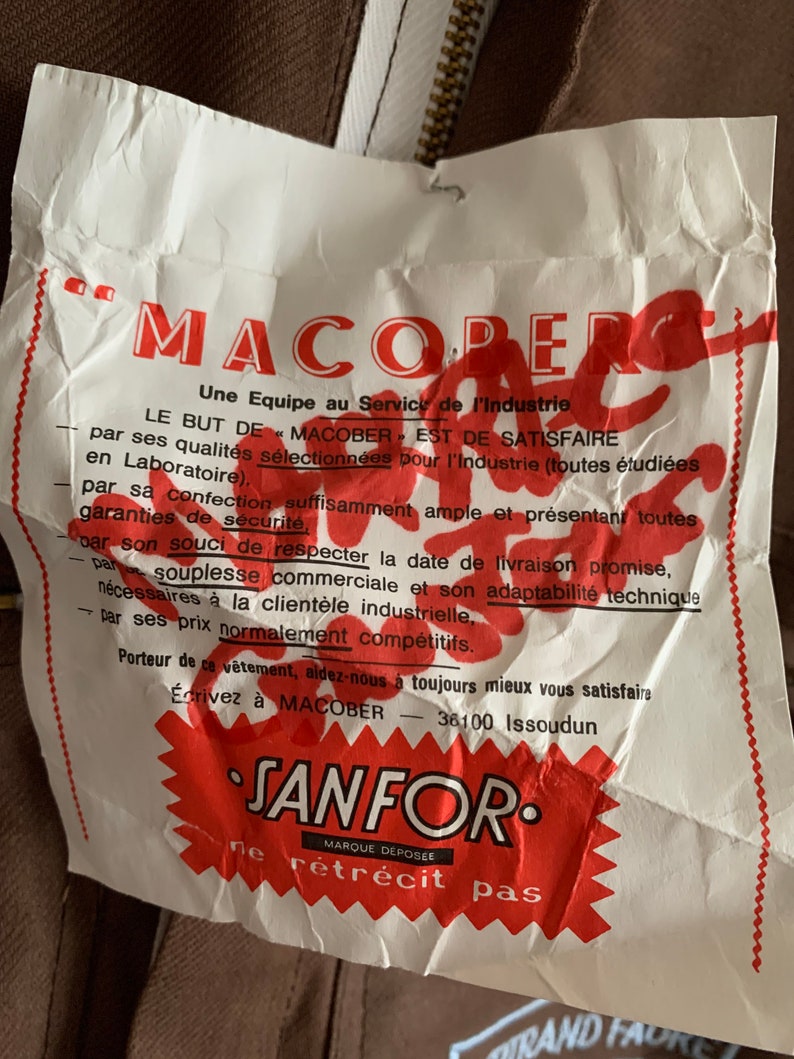 “MACOBER
Une Equipe au Service de l'Industrie
LE BUT DE « MACOBER » EST DE SATISFAIRE
— par ses qualités sélectionnées pour l'Industrie (toutes étudiées
en Laboratoire),
— par sa confection suffisamment ample et présentant toutes
garanties de sécurité,
— par son souci de respecter la date de livraison promise,
— par souplesse commerciale et son adaptabilité technique
nécessaires à la clientèle industrielle,
— par ses prix normalement compétitifs.
Porteur de ce vêtement, aidez-nous à toujours mieux vous satisfaire
Écrivez à MACOBER — 36100 Issoudun
·SANFOR·
MARQUE DÉPOSÉE
ne rétrécit pas